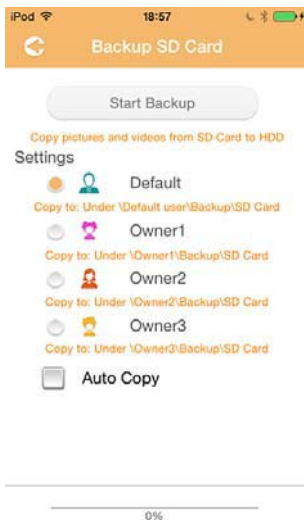 iPod 18:57
Backup SD Card
Start Backup
Copy pictures and videos from SD Card to HDD
Settings
Default
Copy to: Under \Default user\Backup\SD Card
Owner1
Copy to: Under \Owner1\Backup\SD Card
Owner2
Copy to: Under \Owner2\Backup\SD Card
Owner3
Copy to: Under \Owner3\Backup\SD Card
Auto Copy
0%